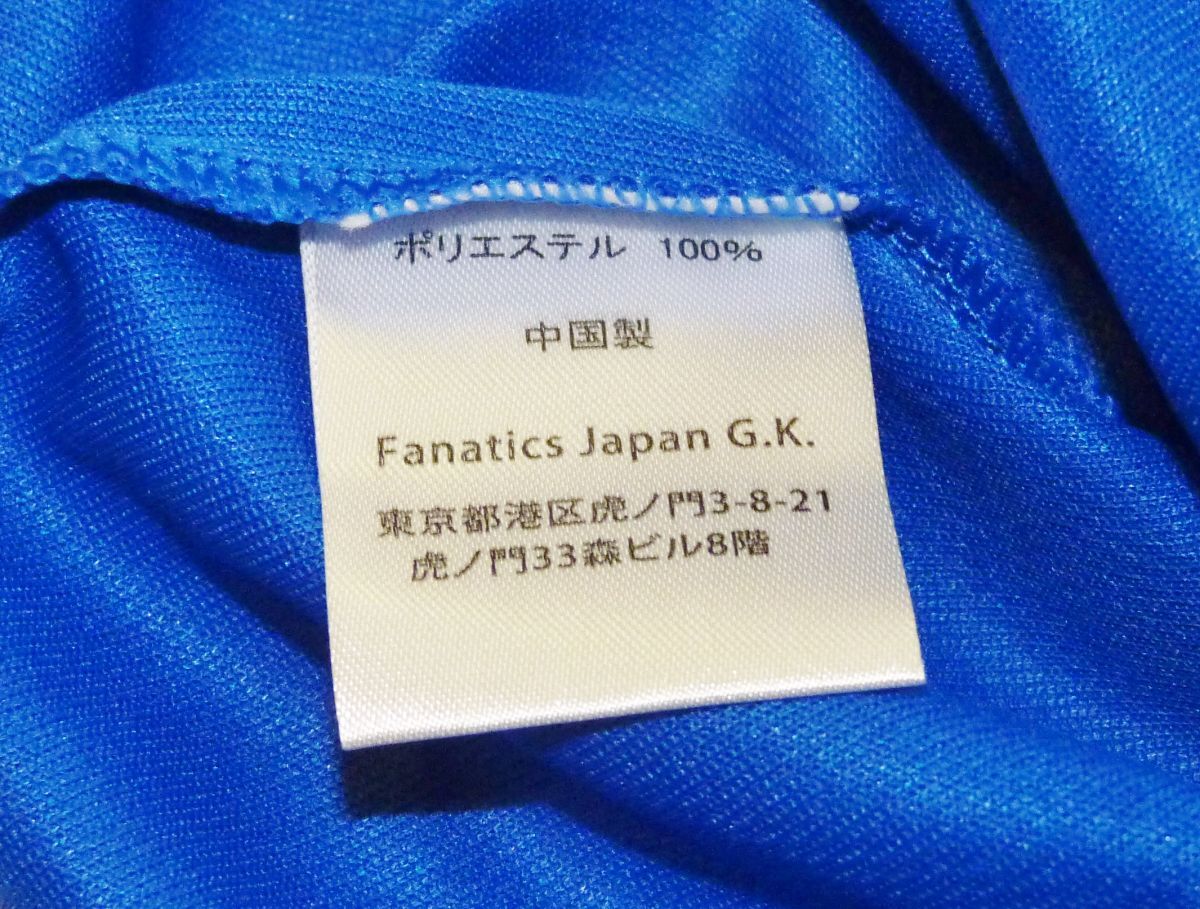 ポリエステル 100%
中国製
Fanatics Japan G.K.
東京都港区虎ノ門3-8-21
虎ノ門33森ビル8階